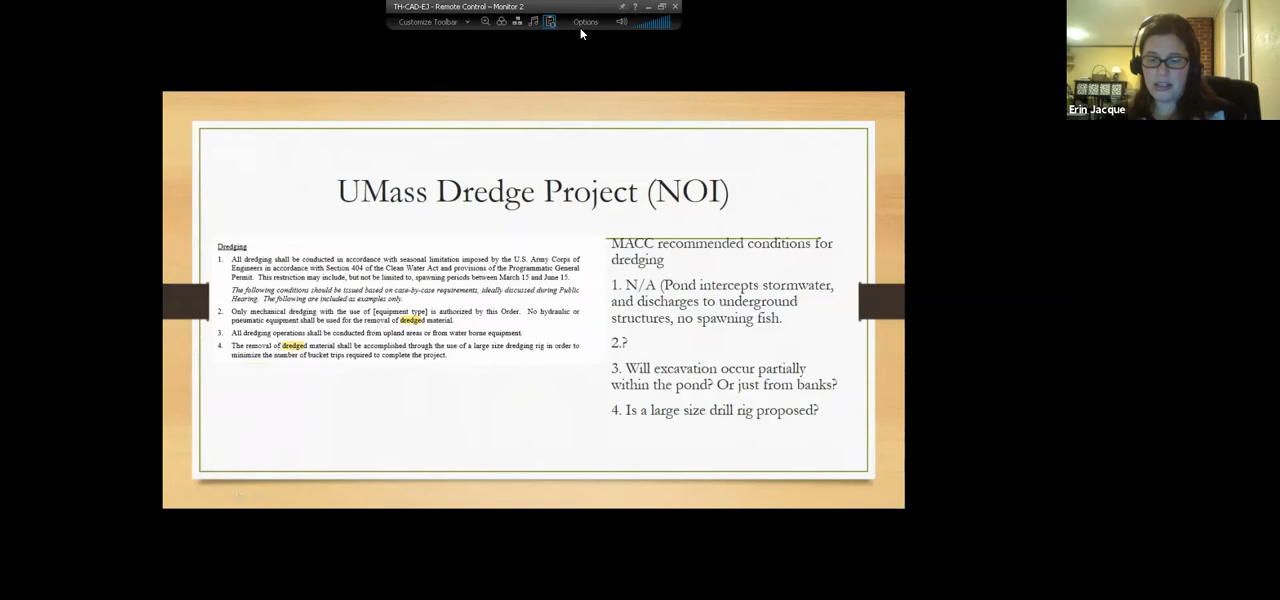 TH-CAD-EJ - Remote Control – Monitor 2
Customize Toolbar
Options
Erin Jacque
UMass Dredge Project (NOI)
Dredging
1. All dredging shall be conducted in accordance with seasonal limitation imposed by the U.S. Army Corps of
Engineers in accordance with Section 404 of the Clean Water Act and provisions of the Programmatic General
Permit. This restriction may include, but not be limited to, spawning periods between March 15 and June 15.
The following conditions should be issued based on case-by-case requirements, ideally discussed during Public
Hearing. The following are included as examples only.
2. Only mechanical dredging with the use of [equipment type] is authorized by this Order. No hydraulic or
pneumatic equipment shall be used for the removal of dredged material.
3. All dredging operations shall be conducted from upland areas or from water borne equipment.
4. The removal of dredged material shall be accomplished through the use of a large size dredging rig in order to
minimize the number of bucket trips required to complete the project.
MACC recommended conditions for
dredging
1. N/A (Pond intercepts stormwater,
and discharges to underground
structures, no spawning fish.
2.?
3. Will excavation occur partially
within the pond? Or just from banks?
4. Is a large size drill rig proposed?